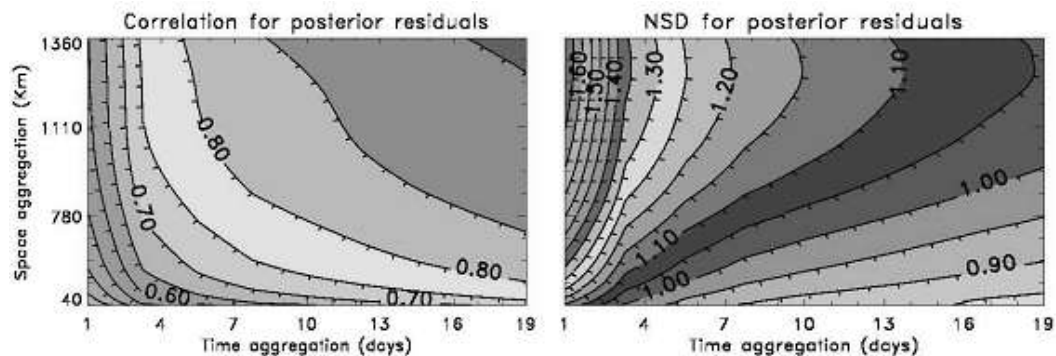 Correlation for posterior residuals
NSD for posterior residuals
Space aggregation (Km)
1360
1110
780
40
0.80
0.70
0.60
0.80
0.70
1 4 7 10 13 16 19
Time aggregation (days)
1.60
1.50
1.40
1.30
1.20
1.10
1.00
1.10
1.00
0.90
1 4 7 10 13 16 19
Time aggregation (days)